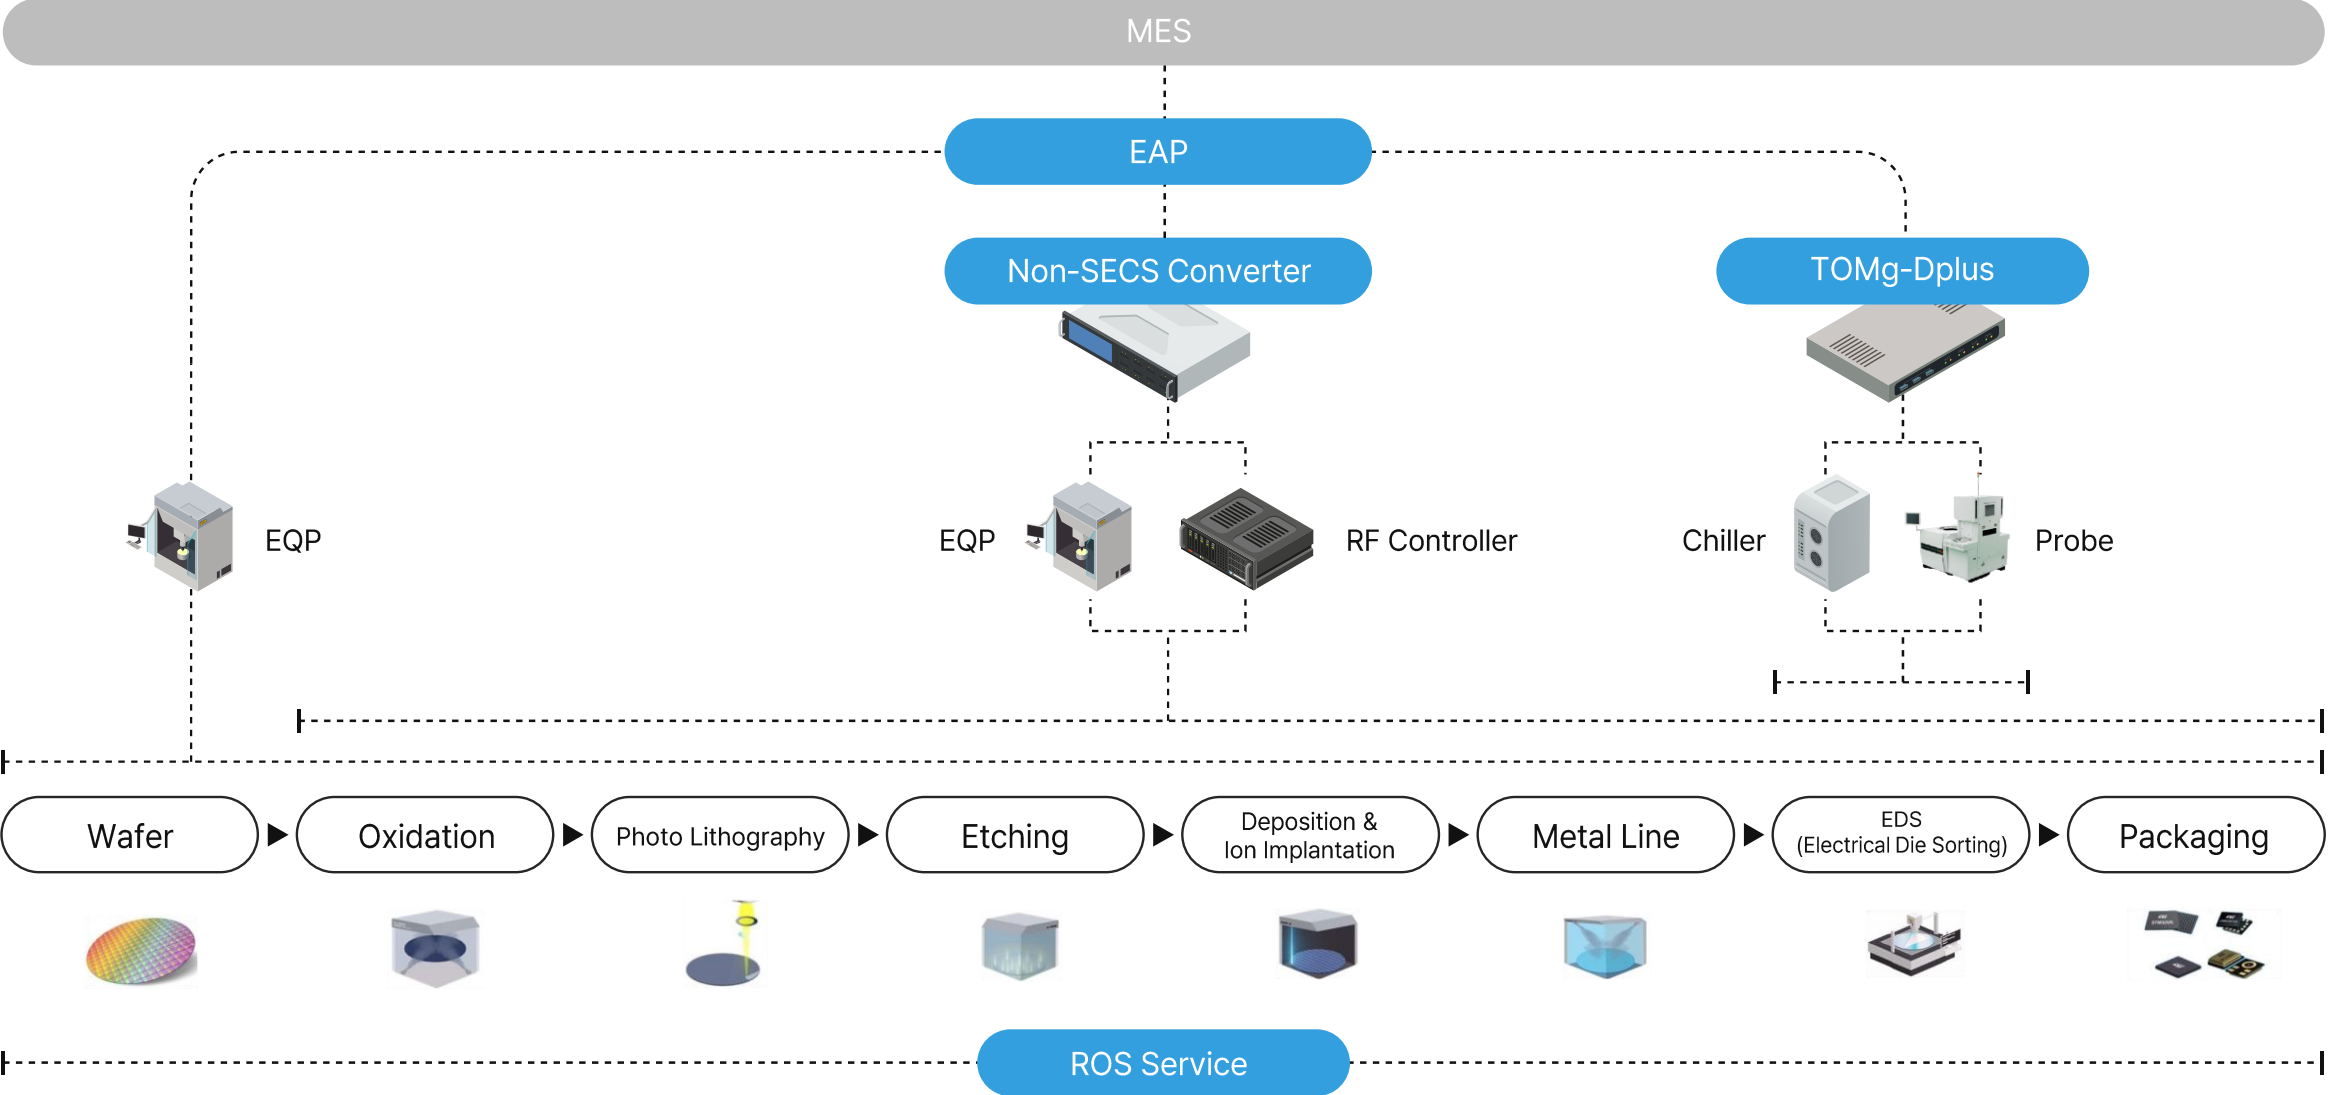 MES
EAP
Non-SECS Converter
TOMg-Dplus
EQP
EQP
RF Controller
Chiller
Probe
Wafer
Oxidation
Photo Lithography
Etching
Deposition &
Ion Implantation
Metal Line
EDS
(Electrical Die Sorting)
Packaging
ROS Service